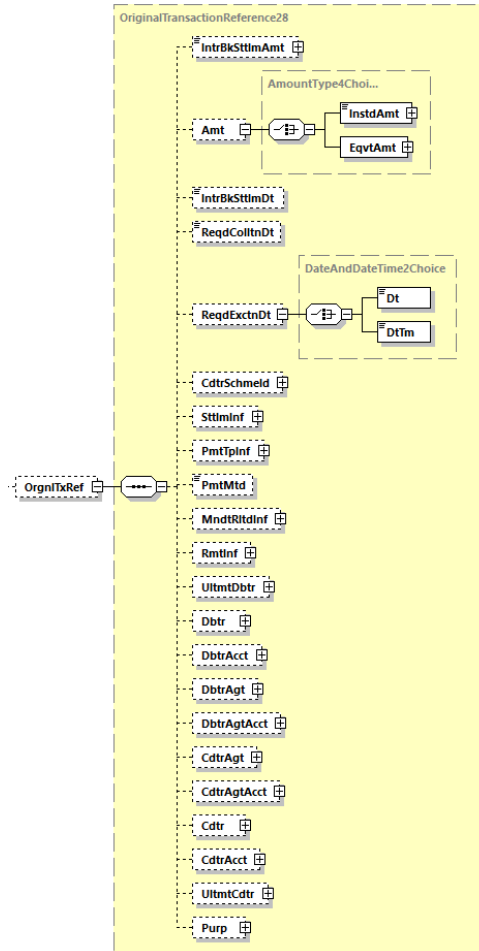 OriginalTransactionReference28
IntrBkSttlmAmt
AmountType4Choi...
InstdAmt
Amt
EqvtAmt
IntrBkSttlmDt
ReqdColltnDt
DateAndDateTime2Choice
Dt
ReqdExctnDt
DtTm
CdtrSchmeId
SttlmInf
PmtTpInf
OrgnlTxRef
PmtMtd
MndtRltdInf
RmtInf
UltmtDbtr
Dbtr
DbtrAcct
DbtrAgt
DbtrAgtAcct
CdtrAgt
CdtrAgtAcct
Cdtr
CdtrAcct
UltmtCdtr
Purp